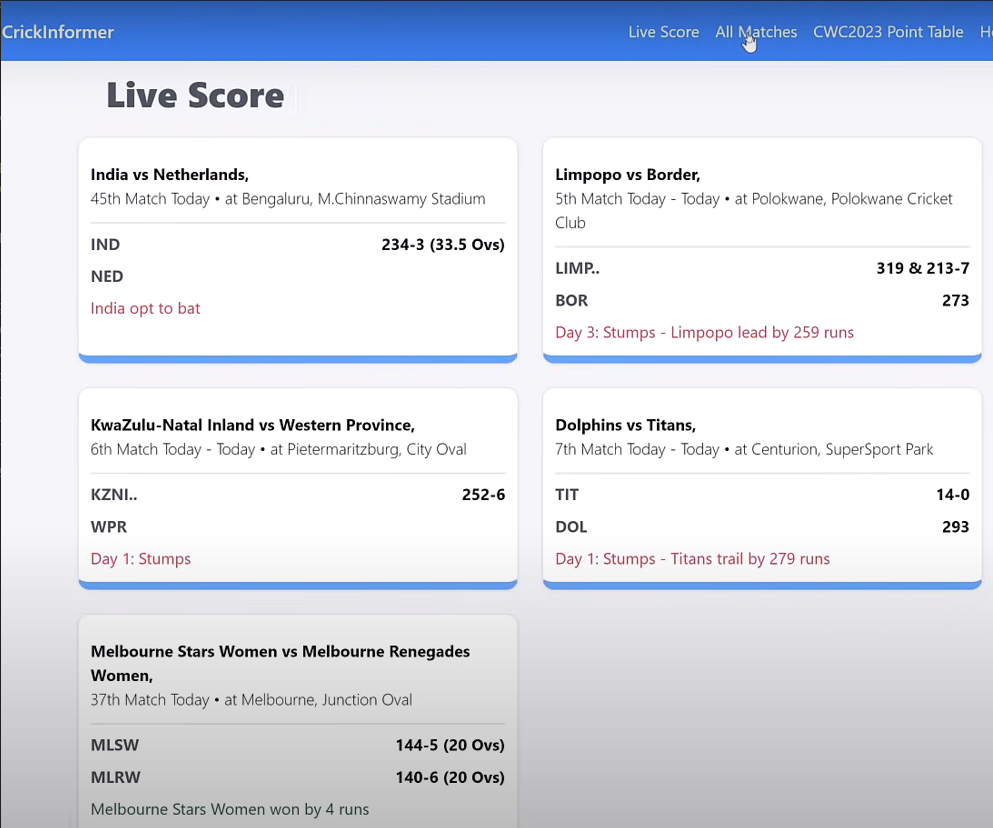 CrickInformer
Live Score All Matches CWC2023 Point Table
Live Score
India vs Netherlands,
45th Match Today • at Bengaluru, M.Chinnaswamy Stadium
IND 234-3 (33.5 Ovs)
NED
India opt to bat
Limpopo vs Border,
5th Match Today - Today • at Polokwane, Polokwane Cricket
Club
LIMP.. 319 & 213-7
BOR 273
Day 3: Stumps - Limpopo lead by 259 runs
KwaZulu-Natal Inland vs Western Province,
6th Match Today - Today • at Pietermaritzburg, City Oval
KZNI.. 252-6
WPR
Day 1: Stumps
Dolphins vs Titans,
7th Match Today - Today • at Centurion, SuperSport Park
TIT 14-0
DOL 293
Day 1: Stumps - Titans trail by 279 runs
Melbourne Stars Women vs Melbourne Renegades
Women,
37th Match Today • at Melbourne, Junction Oval
MLSW 144-5 (20 Ovs)
MLRW 140-6 (20 Ovs)
Melbourne Stars Women won by 4 runs